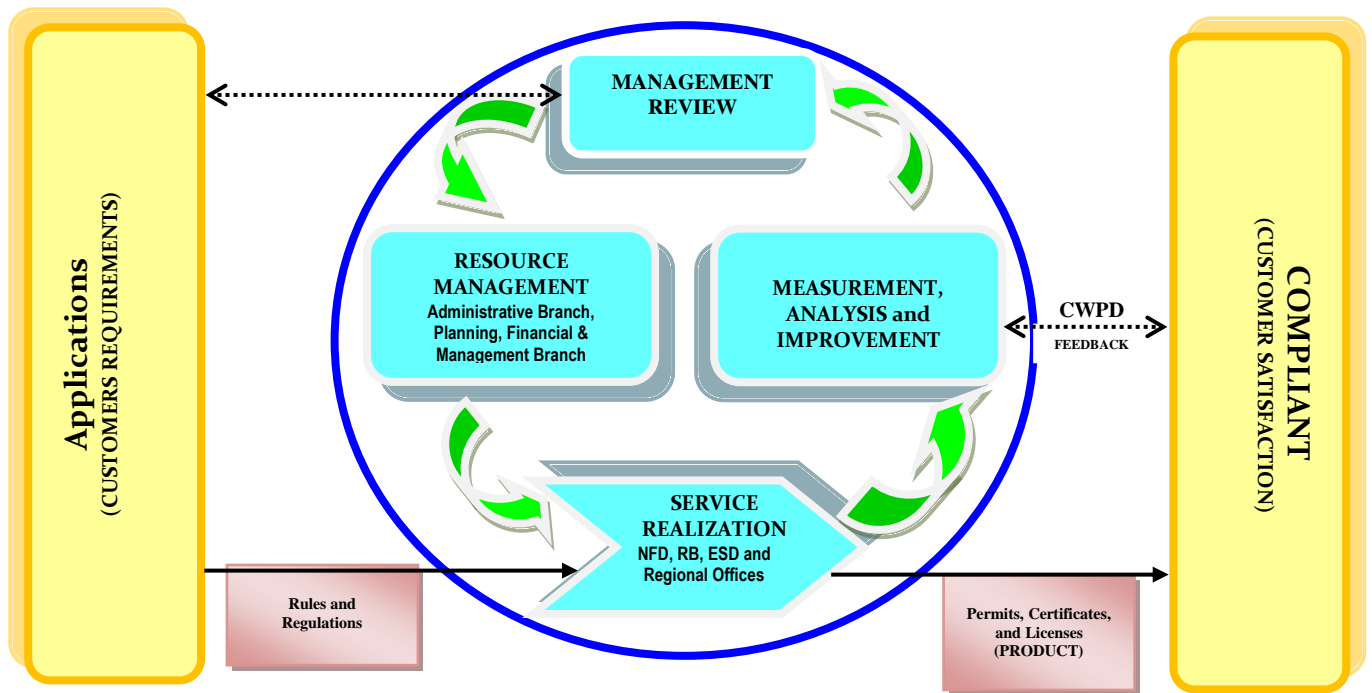 Applications
(CUSTOMERS REQUIREMENTS)
MANAGEMENT
REVIEW
RESOURCE
MANAGEMENT
Administrative Branch,
Planning, Financial &
Management Branch
MEASUREMENT,
ANALYSIS and
IMPROVEMENT
CWPD
FEEDBACK
SERVICE
REALIZATION
NFD, RB, ESD and
Regional Offices
Rules and
Regulations
Permits, Certificates,
and Licenses
(PRODUCT)
COMPLIANT
(CUSTOMER SATISFACTION)